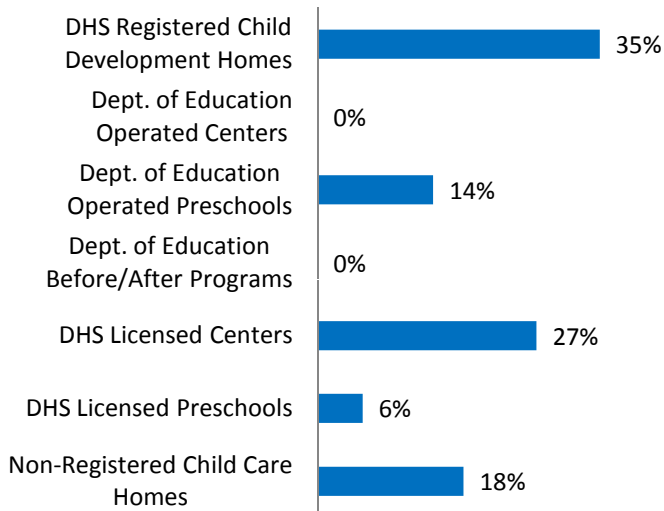 DHS Registered Child
Development Homes
35%
Dept. of Education
Operated Centers
0%
Dept. of Education
Operated Preschools
14%
Dept. of Education
Before/After Programs
0%
DHS Licensed Centers
27%
DHS Licensed Preschools
6%
Non-Registered Child Care
Homes
18%